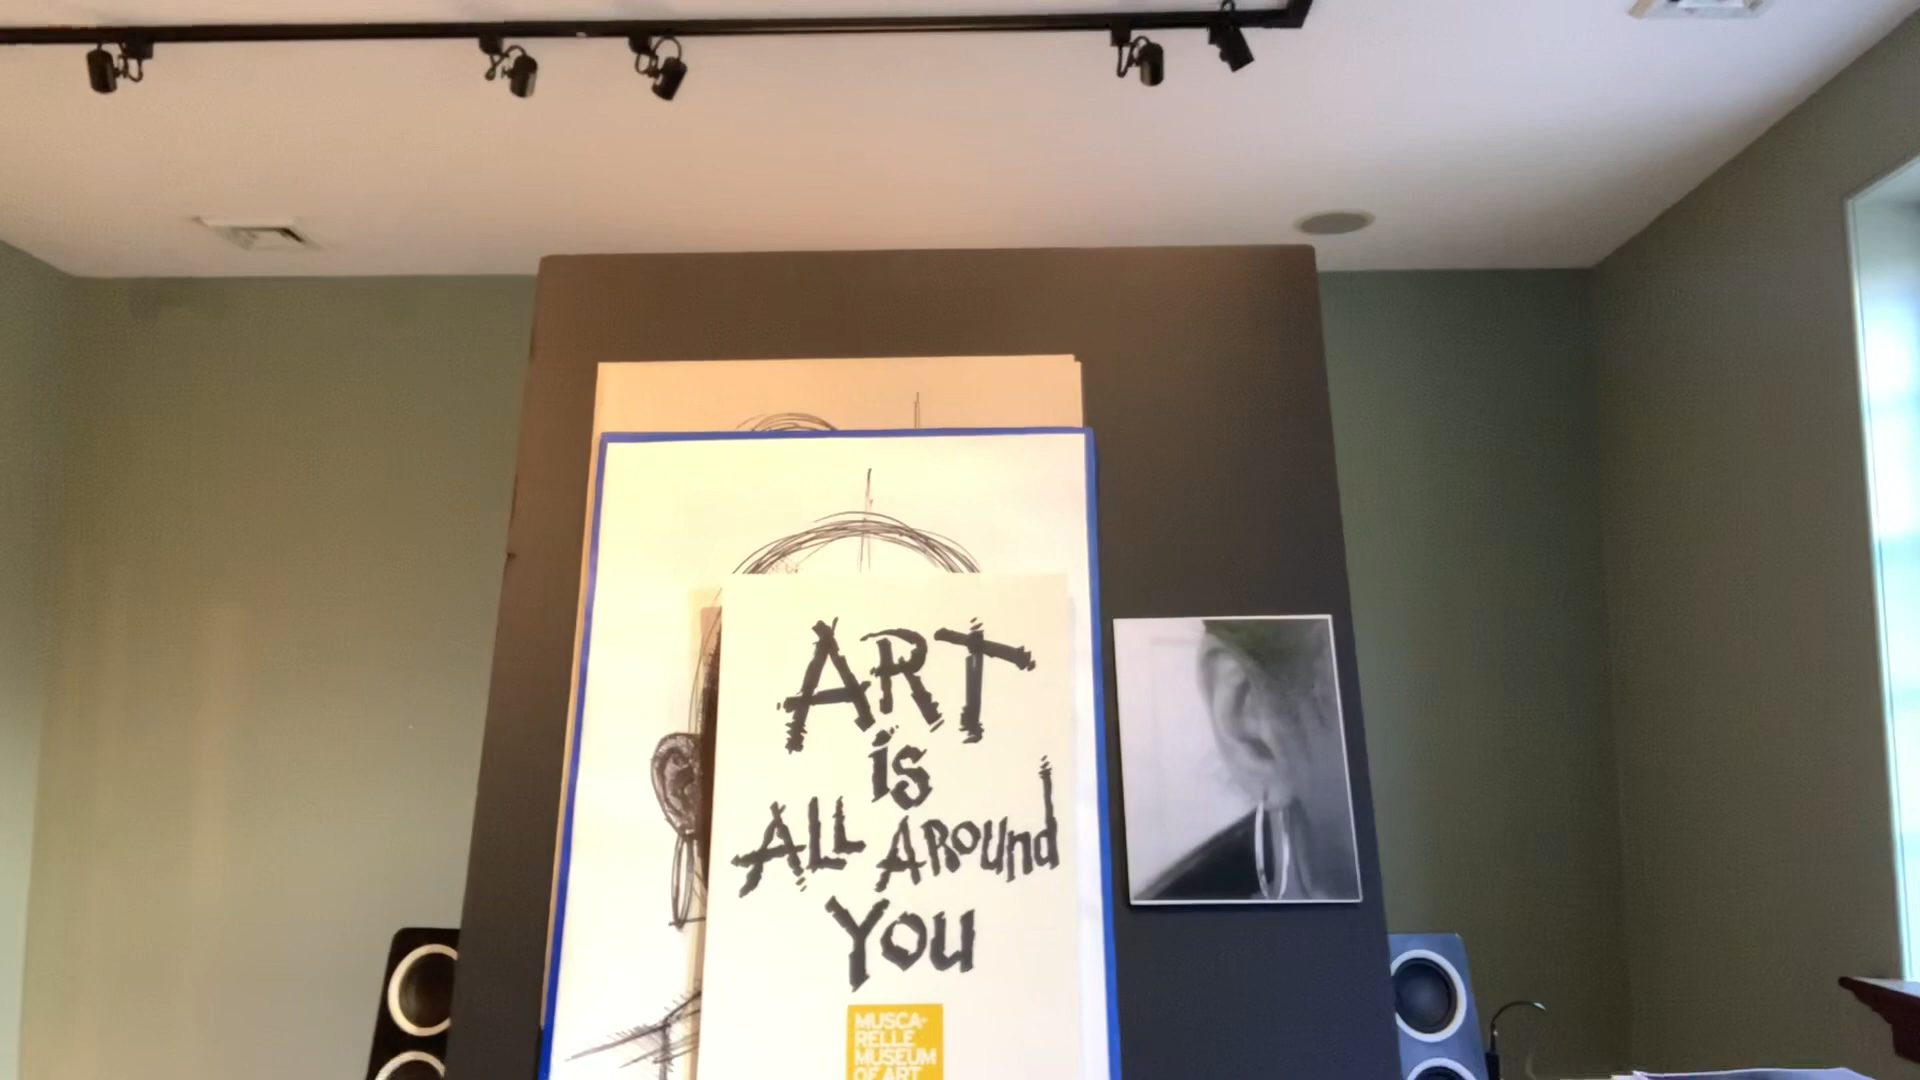 ART
is
ALL AROUnd
YOU
MUSCA-
RELLE
MUSEUM
OF ART